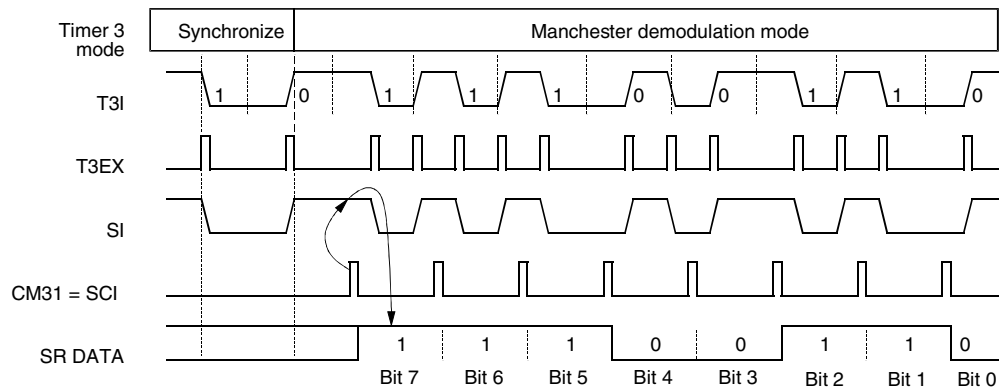 Timer 3 mode Synchronize Manchester demodulation mode
T3I 1 0 1 1 1 0 0 1 1 0
T3EX
SI
CM31 = SCI
SR DATA 1 1 1 0 0 1 1 0
Bit 7 Bit 6 Bit 5 Bit 4 Bit 3 Bit 2 Bit 1 Bit 0